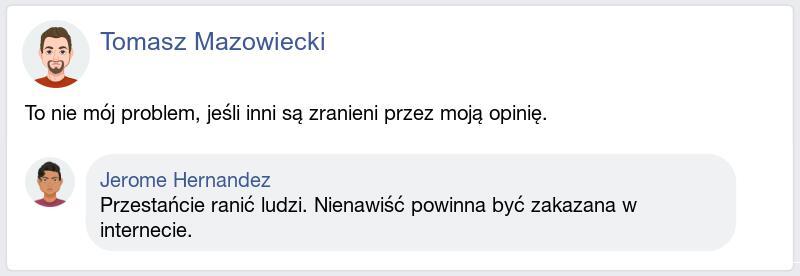 Tomasz Mazowiecki
To nie mój problem, jeśli inni są zranieni przez moją opinię.
Jerome Hernandez
Przestańcie ranić ludzi. Nienawiść powinna być zakazana w
internecie.